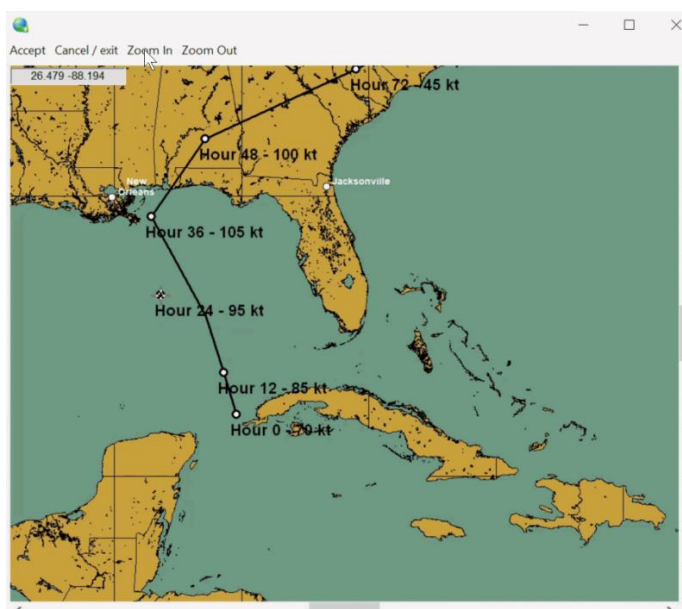 Accept Cancel / exit Zoom In Zoom Out
26.479 -88.194
Hour 72 - 45 kt
Hour 48 - 100 kt
New
Orleans
Jacksonville
Hour 36 - 105 kt
Hour 24 - 95 kt
Hour 12 - 85 kt
Hour 0 - 70 kt